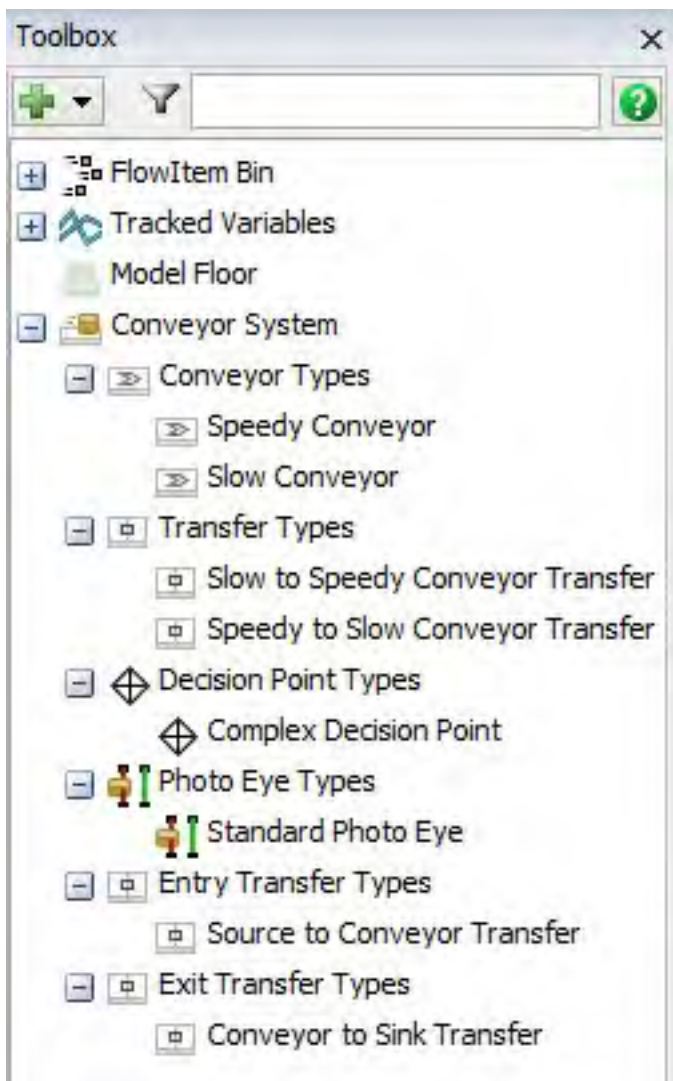 Toolbox
FlowItem Bin
Tracked Variables
Model Floor
Conveyor System
Conveyor Types
Speedy Conveyor
Slow Conveyor
Transfer Types
Slow to Speedy Conveyor Transfer
Speedy to Slow Conveyor Transfer
Decision Point Types
Complex Decision Point
Photo Eye Types
Standard Photo Eye
Entry Transfer Types
Source to Conveyor Transfer
Exit Transfer Types
Conveyor to Sink Transfer